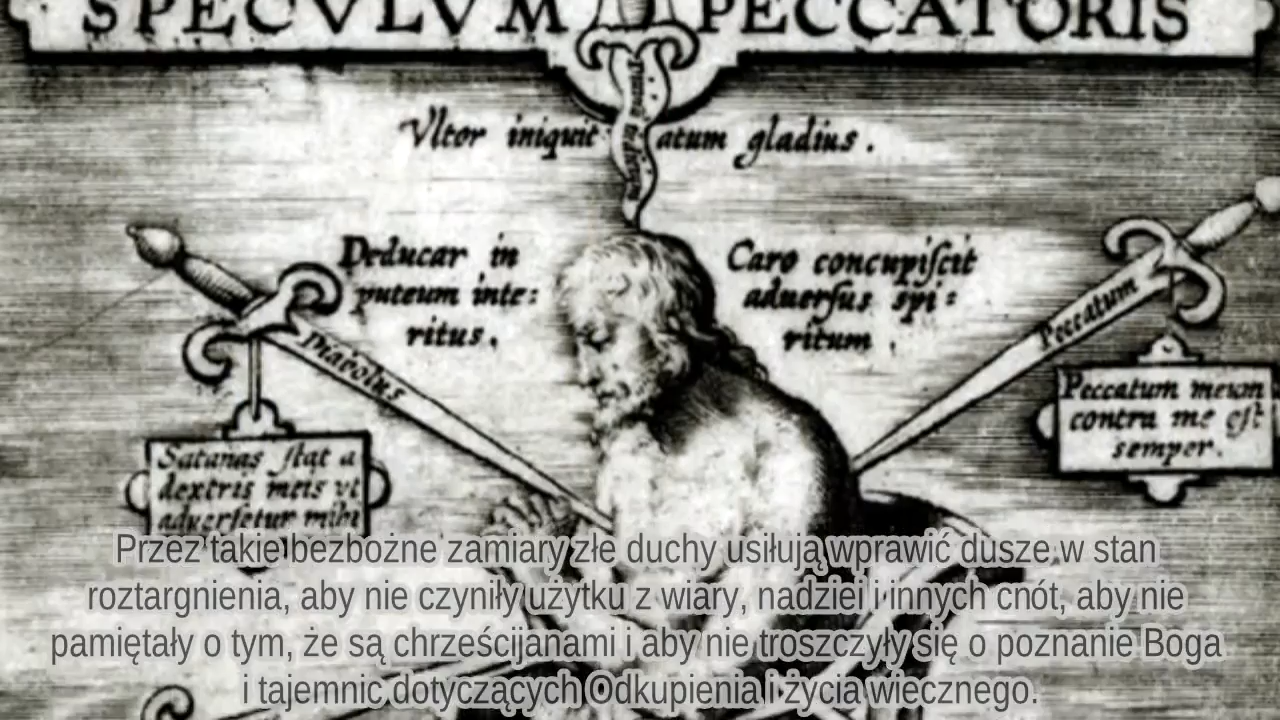 SPECVLVM PECCATORIS
Vltor iniquit atum gladius.
Deducar in
puteum inte:
ritus.
Caro concupiſcit
aduerſus spi:
ritum.
Diabolus
Peccatum
Peccatum meum
contra me eſt
semper.
Satanas ſtat a
dextris meis vt
aduerſetur mihi
Przez takie bezbożne zamiary złe duchy usiłują wprawić dusze w stan
roztargnienia, aby nie czyniły użytku z wiary, nadziei i innych cnót, aby nie
pamiętały o tym, że są chrześcijanami i aby nie troszczyły się o poznanie Boga
i tajemnic dotyczących Odkupienia i życia wiecznego.